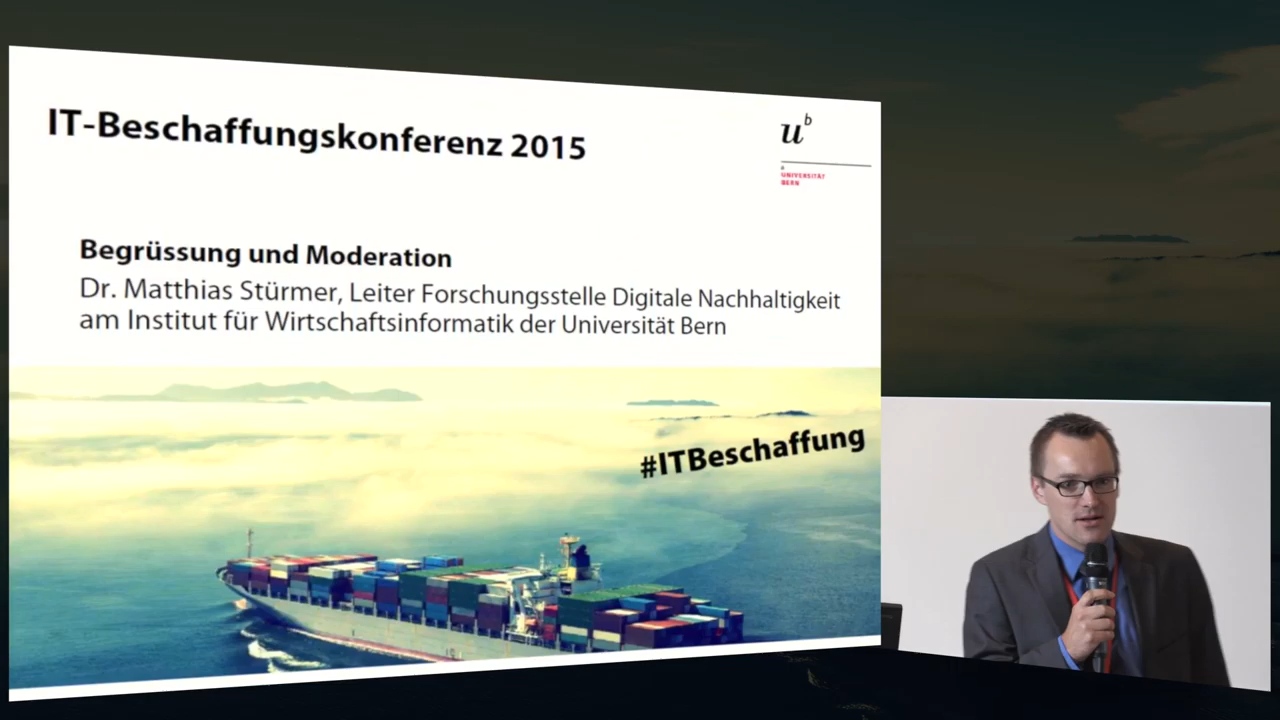 IT-Beschaffungskonferenz 2015
u^b
b
UNIVERSITÄT
BERN
Begrüssung und Moderation
Dr. Matthias Stürmer, Leiter Forschungsstelle Digitale Nachhaltigkeit
am Institut für Wirtschaftsinformatik der Universität Bern
#ITBeschaffung